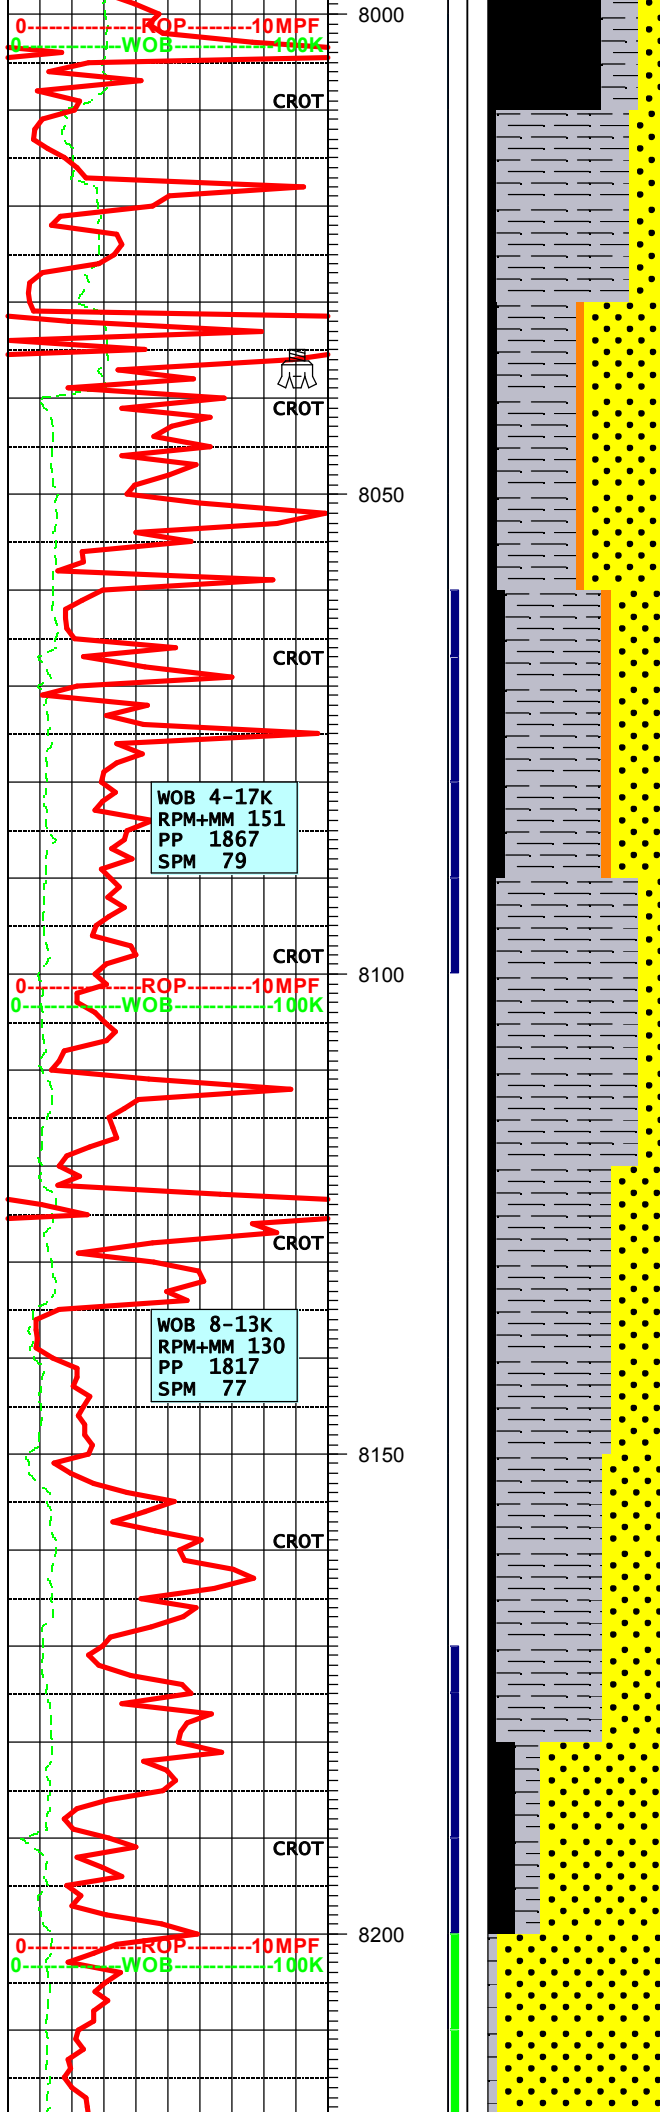 8000
0-----------ROP---------10MPF
0----------WOB-----------100K
CROT
CROT
8050
CROT
WOB 4-17K
RPM+MM 151
PP 1867
SPM 79
CROT
8100
0-----------ROP---------10MPF
0----------WOB-----------100K
CROT
WOB 8-13K
RPM+MM 130
PP 1817
SPM 77
8150
CROT
CROT
8200
0-----------ROP---------10MPF
0----------WOB-----------100K